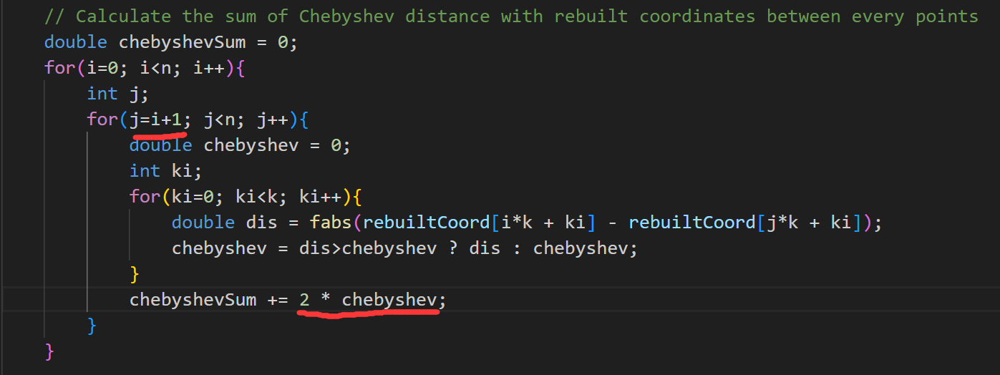 // Calculate the sum of Chebyshev distance with rebuilt coordinates between every points
double chebyshevSum = 0;
for(i=0; i<n; i++){
    int j;
    for(j=i+1; j<n; j++){
        double chebyshev = 0;
        int ki;
        for(ki=0; ki<k; ki++){
            double dis = fabs(rebuiltCoord[i*k + ki] - rebuiltCoord[j*k + ki]);
            chebyshev = dis>chebyshev ? dis : chebyshev;
        }
        chebyshevSum += 2 * chebyshev;
    }
}